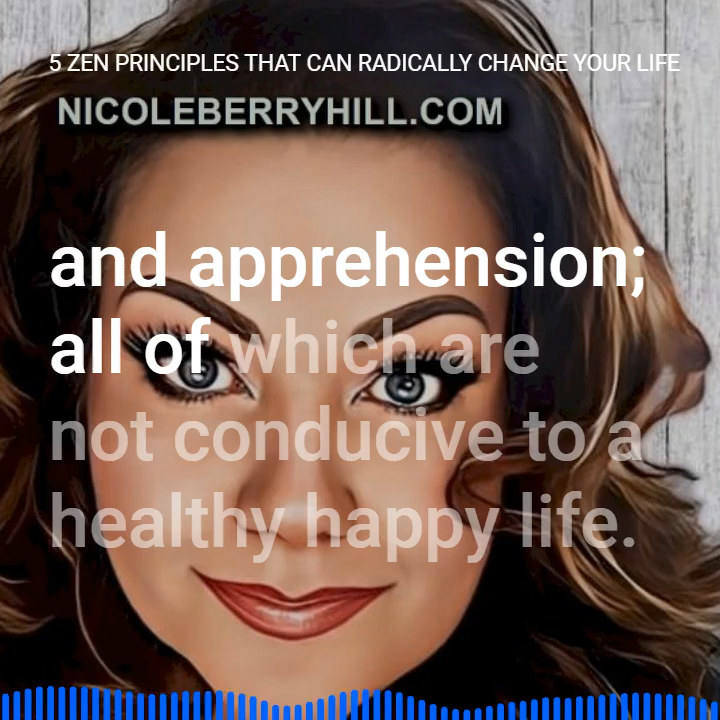 5 ZEN PRINCIPLES THAT CAN RADICALLY CHANGE YOUR LIFE
NICOLEBERRYHILL.COM
and apprehension;
all of which are
not conducive to a
healthy happy life.